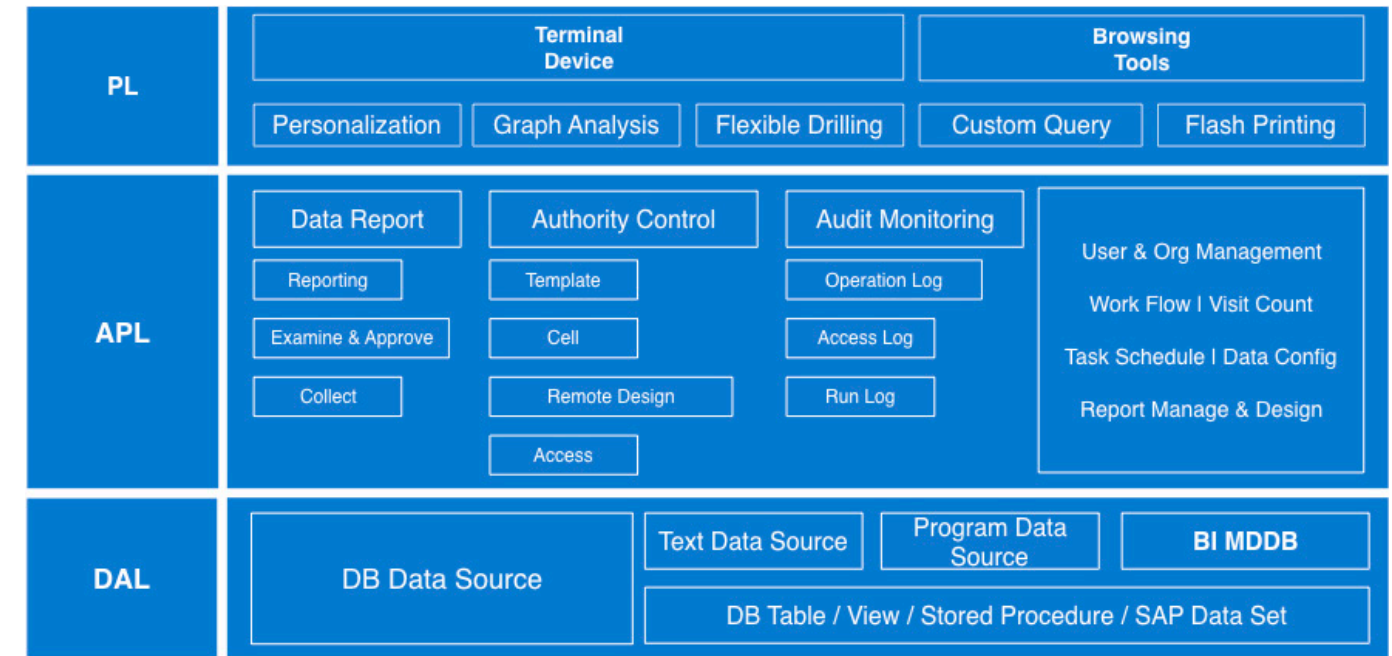 PL
Terminal
Device
Browsing
Tools
Personalization
Graph Analysis
Flexible Drilling
Custom Query
Flash Printing
APL
Data Report
Reporting
Examine & Approve
Collect
Authority Control
Template
Cell
Remote Design
Access
Audit Monitoring
Operation Log
Access Log
Run Log
User & Org Management
Work Flow I Visit Count
Task Schedule I Data Config
Report Manage & Design
DAL
DB Data Source
Text Data Source
Program Data
Source
BI MDDB
DB Table / View / Stored Procedure / SAP Data Set